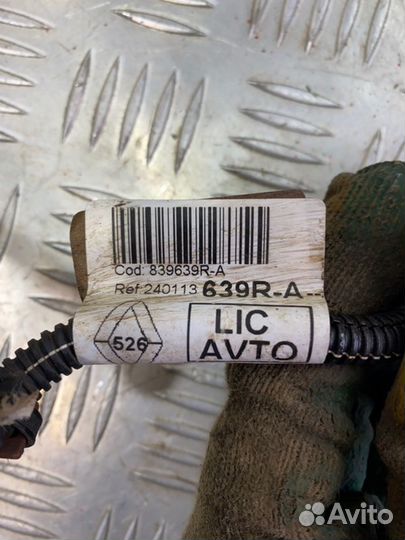 Cod: 839639R-A
Ref 240113 639R-A--
526
LIC
AVTO
Avito